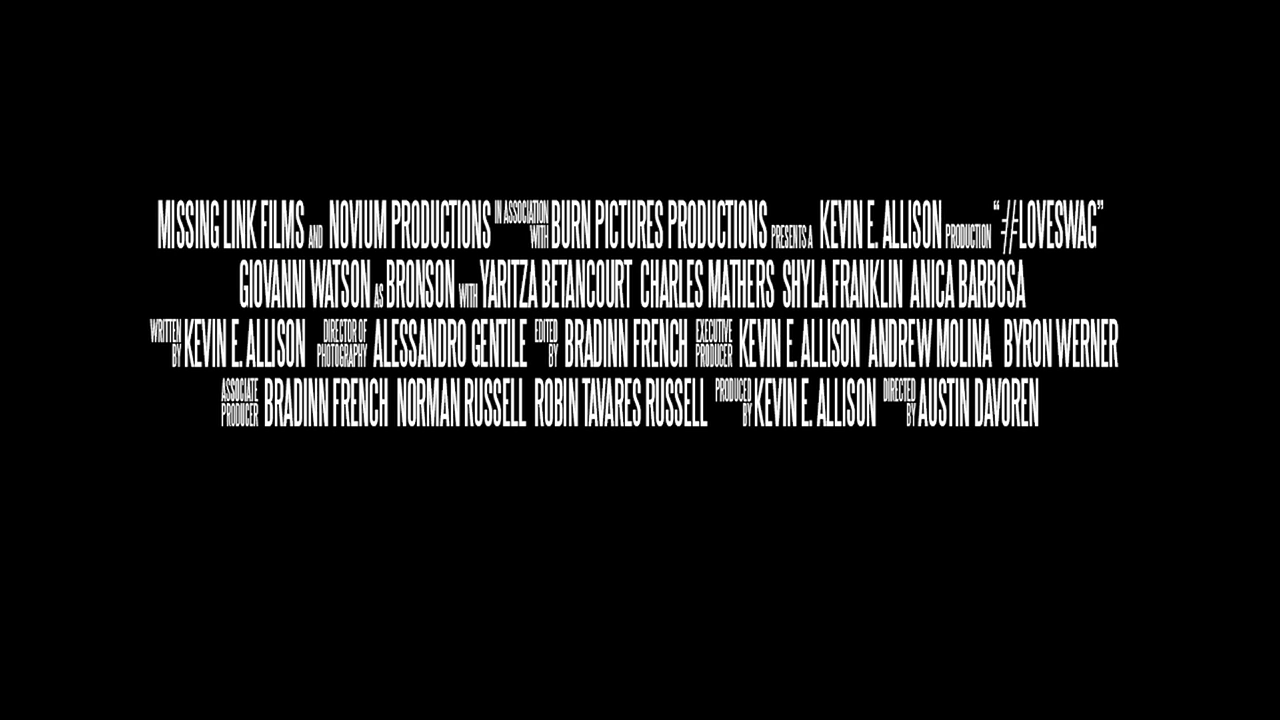 MISSING LINK FILMS AND NOVIUM PRODUCTIONS IN ASSOCIATION WITH BURN PICTURES PRODUCTIONS PRESENTS A KEVIN E. ALLISON PRODUCTION “#LOVESWAG”
GIOVANNI WATSON AS BRONSON WITH YARITZA BETANCOURT CHARLES MATHERS SHYLA FRANKLIN ANICA BARBOSA
WRITTEN BY KEVIN E. ALLISON DIRECTOR OF PHOTOGRAPHY ALESSANDRO GENTILE EDITED BY BRADINN FRENCH EXECUTIVE PRODUCER KEVIN E. ALLISON ANDREW MOLINA BYRON WERNER
ASSOCIATE PRODUCER BRADINN FRENCH NORMAN RUSSELL ROBIN TAVARES RUSSELL PRODUCED BY KEVIN E. ALLISON DIRECTED BY AUSTIN DAVOREN